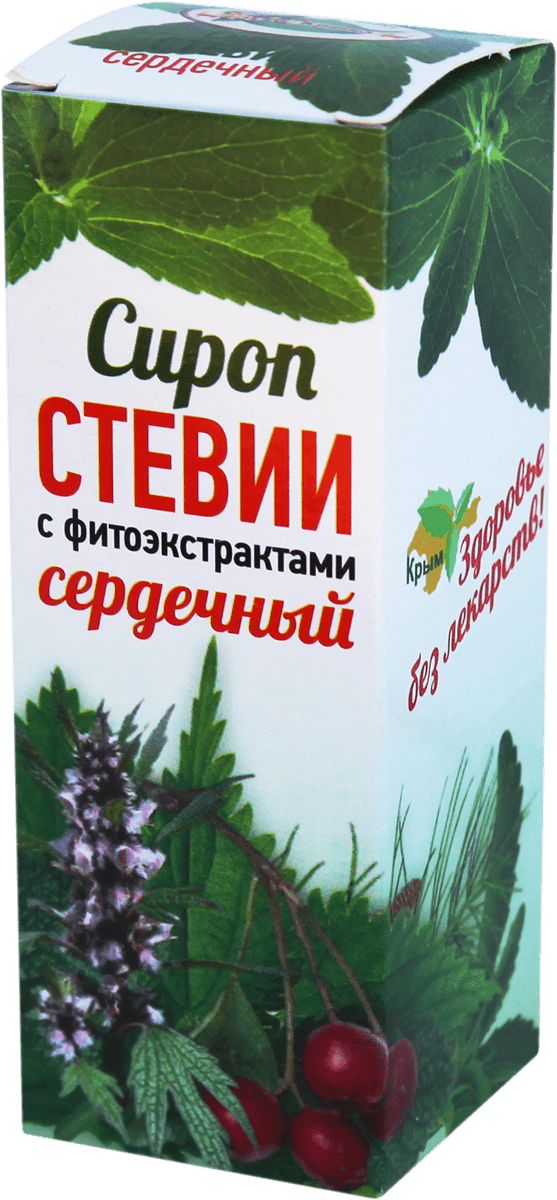 сердечный
Сироп
СТЕВИИ
с фитоэкстрактами
сердечный
Крым
Здоровье
без лекарств!